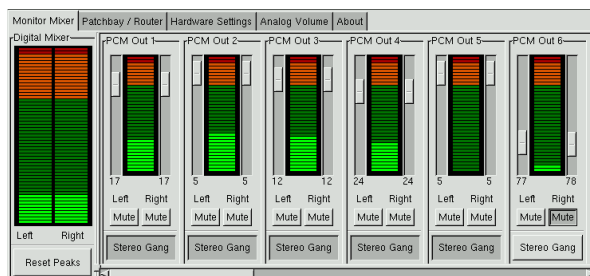 Monitor Mixer Patchbay / Router Hardware Settings Analog Volume About
Digital Mixer PCM Out 1 PCM Out 2 PCM Out 3 PCM Out 4 PCM Out 5 PCM Out 6
17 17 5 5 12 12 24 24 5 5 77 78
Left Right Left Right Left Right Left Right Left Right Left Right
Mute Mute Mute Mute Mute Mute Mute Mute Mute Mute Mute Mute
Left Right
Stereo Gang Stereo Gang Stereo Gang Stereo Gang Stereo Gang Stereo Gang
Reset Peaks